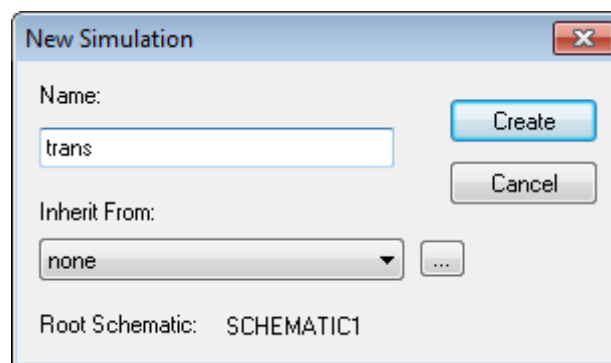 New Simulation
Name:
Create
trans
Cancel
Inherit From:
none
...
Root Schematic: SCHEMATIC1